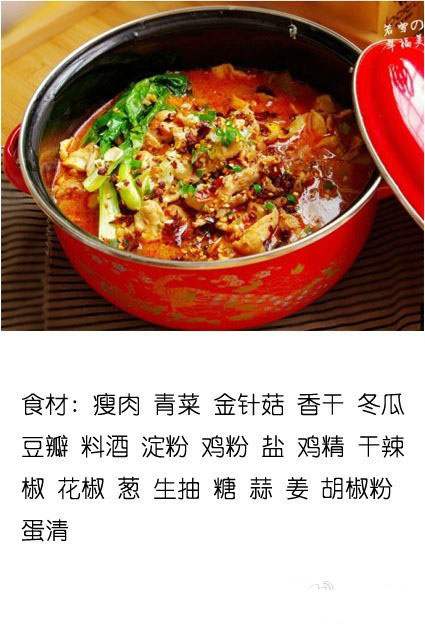 若雪の
幸福美
食材：瘦肉 青菜 金针菇 香干 冬瓜
豆瓣 料酒 淀粉 鸡粉 盐 鸡精 干辣
椒 花椒 葱 生抽 糖 蒜 姜 胡椒粉
蛋清